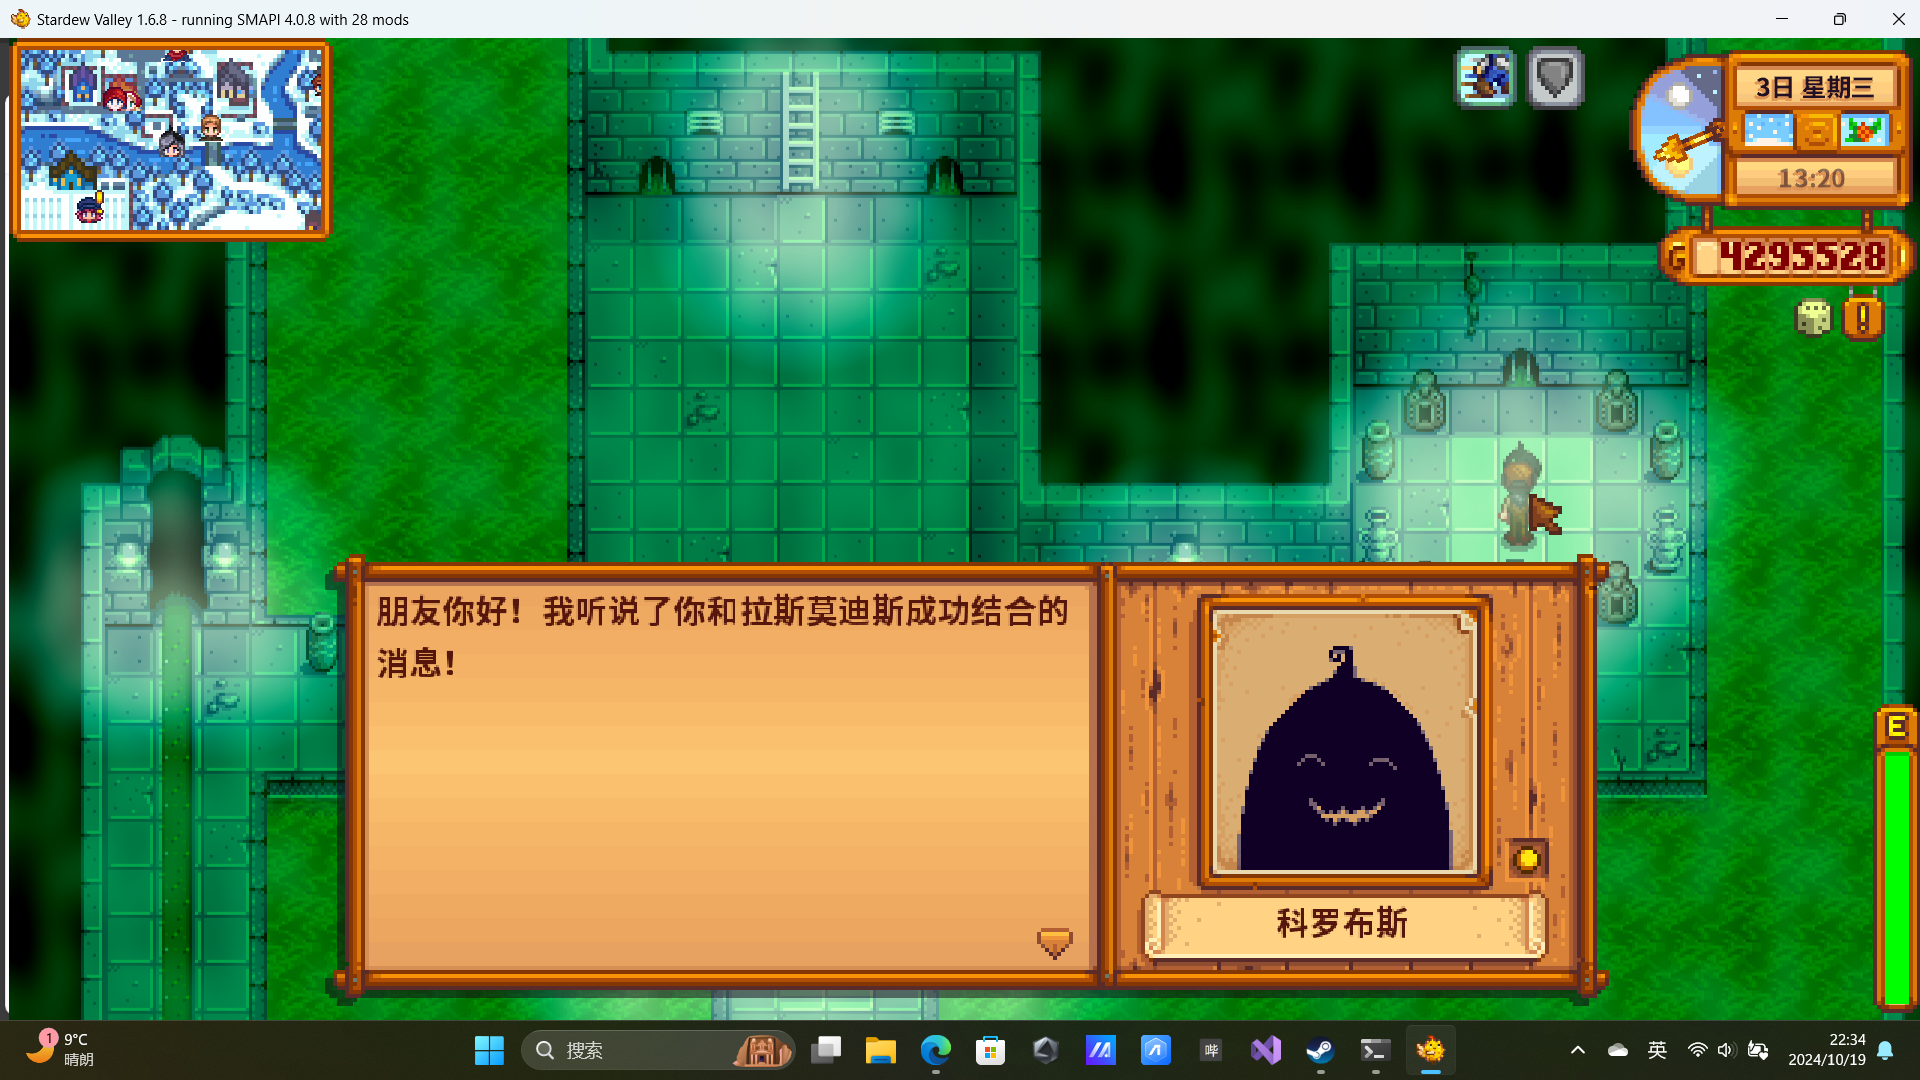 Stardew Valley 1.6.8 - running SMAPI 4.0.8 with 28 mods
3日 星期三
13:20
G 4295528
!
朋友你好！我听说了你和拉斯莫迪斯成功结合的
消息！
科罗布斯
E
1
9°C
晴朗
搜索
哔
英
22:34
2024/10/19